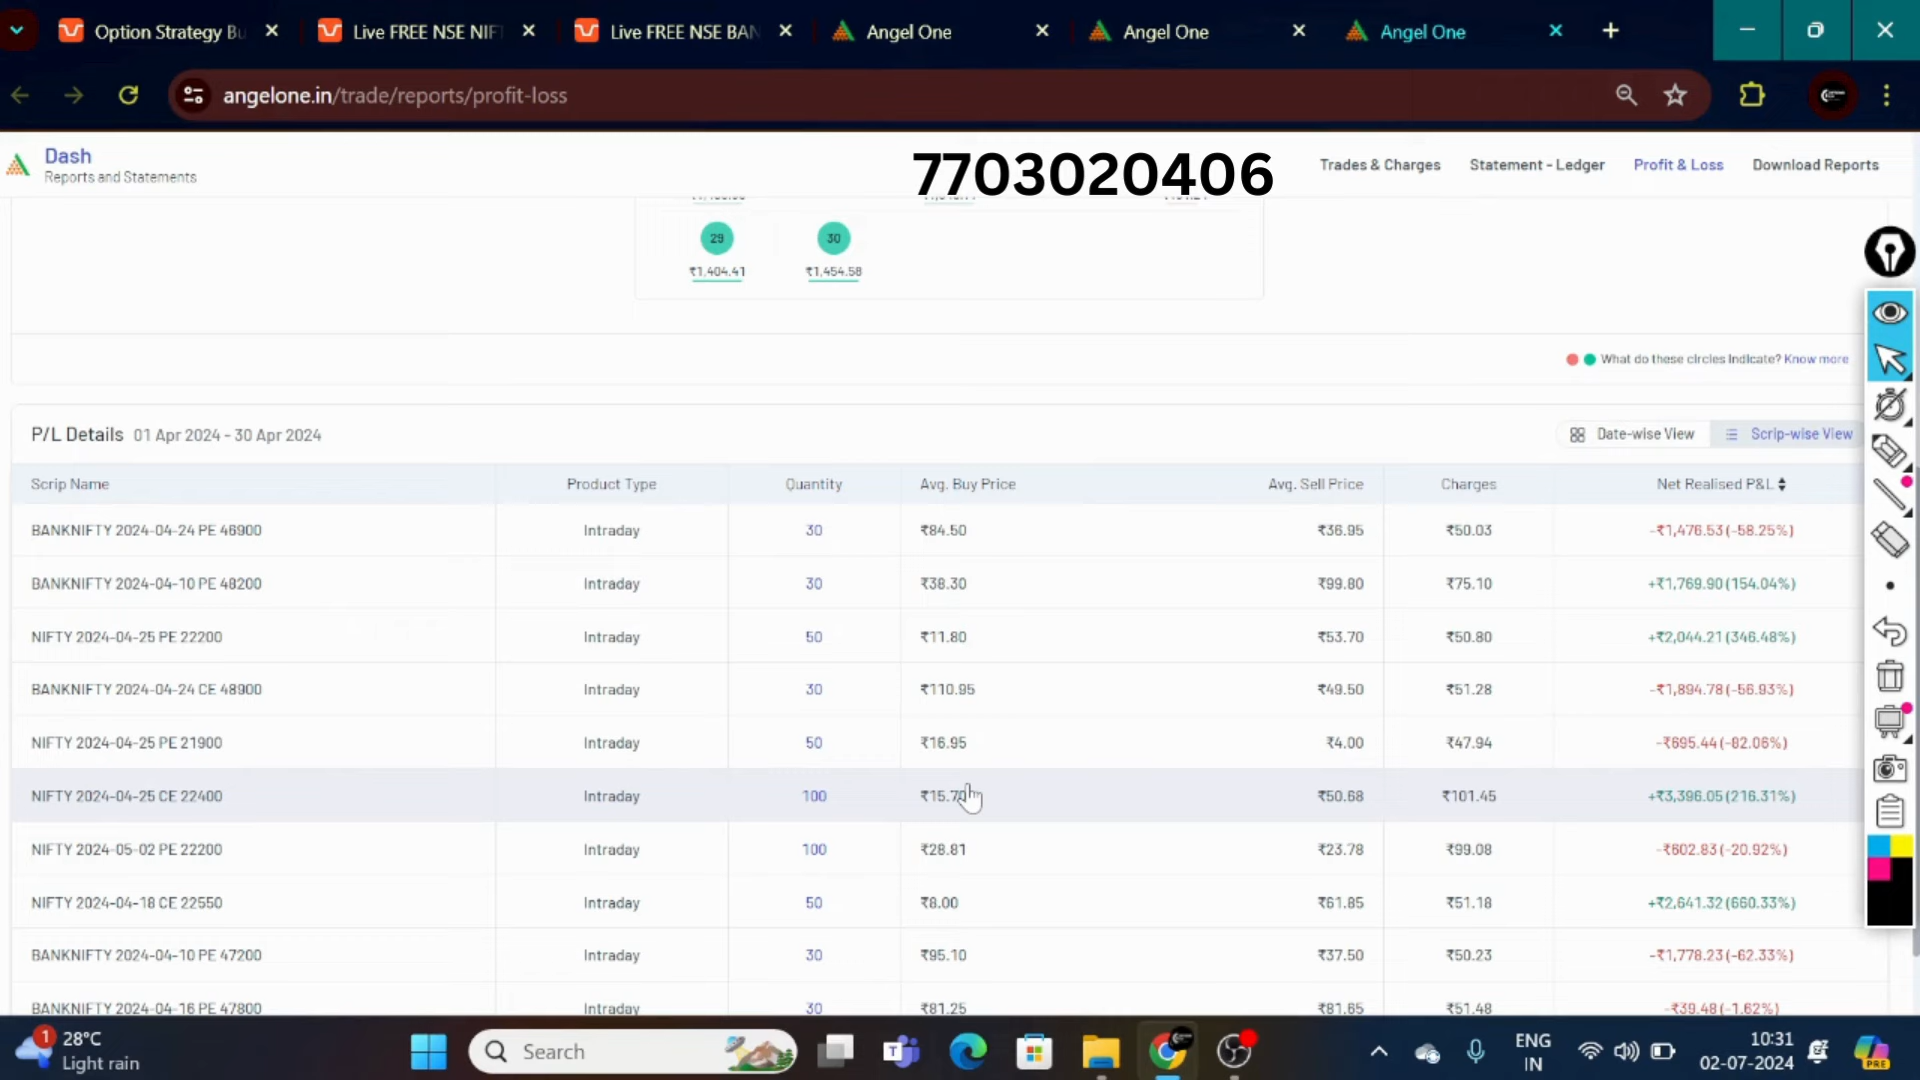 Option Strategy Bu
Live FREE NSE NIF
Live FREE NSE BAN
Angel One
Angel One
Angel One
angelone.in/trade/reports/profit-loss
Dash
Reports and Statements
7703020406
Trades & Charges Statement - Ledger Profit & Loss Download Reports
29 30
₹1,404.41 ₹1,454.58
What do these circles indicate? Know more
P/L Details 01 Apr 2024 - 30 Apr 2024
Date-wise View Scrip-wise View
Scrip Name Product Type Quantity Avg. Buy Price Avg. Sell Price Charges Net Realised P&L
BANKNIFTY 2024-04-24 PE 46900 Intraday 30 ₹84.50 ₹36.95 ₹50.03 -₹1,476.53 (-58.25%)
BANKNIFTY 2024-04-10 PE 48200 Intraday 30 ₹38.30 ₹99.80 ₹75.10 +₹1,769.90 (154.04%)
NIFTY 2024-04-25 PE 22200 Intraday 50 ₹11.80 ₹53.70 ₹50.80 +₹2,044.21 (346.48%)
BANKNIFTY 2024-04-24 CE 48900 Intraday 30 ₹110.95 ₹49.50 ₹51.28 -₹1,894.78 (-56.93%)
NIFTY 2024-04-25 PE 21900 Intraday 50 ₹16.95 ₹4.00 ₹47.94 -₹695.44 (-82.06%)
NIFTY 2024-04-25 CE 22400 Intraday 100 ₹15.70 ₹50.68 ₹101.45 +₹3,396.05 (216.31%)
NIFTY 2024-05-02 PE 22200 Intraday 100 ₹28.81 ₹23.78 ₹99.08 -₹602.83 (-20.92%)
NIFTY 2024-04-18 CE 22550 Intraday 50 ₹8.00 ₹61.85 ₹51.18 +₹2,641.32 (660.33%)
BANKNIFTY 2024-04-10 PE 47200 Intraday 30 ₹95.10 ₹37.50 ₹50.23 -₹1,778.23 (-62.33%)
BANKNIFTY 2024-04-16 PE 47800 Intraday 30 ₹81.25 ₹81.65 ₹51.48 -₹39.48 (-1.62%)
1
28°C
Light rain
Search
ENG
IN
10:31
02-07-2024
PRE